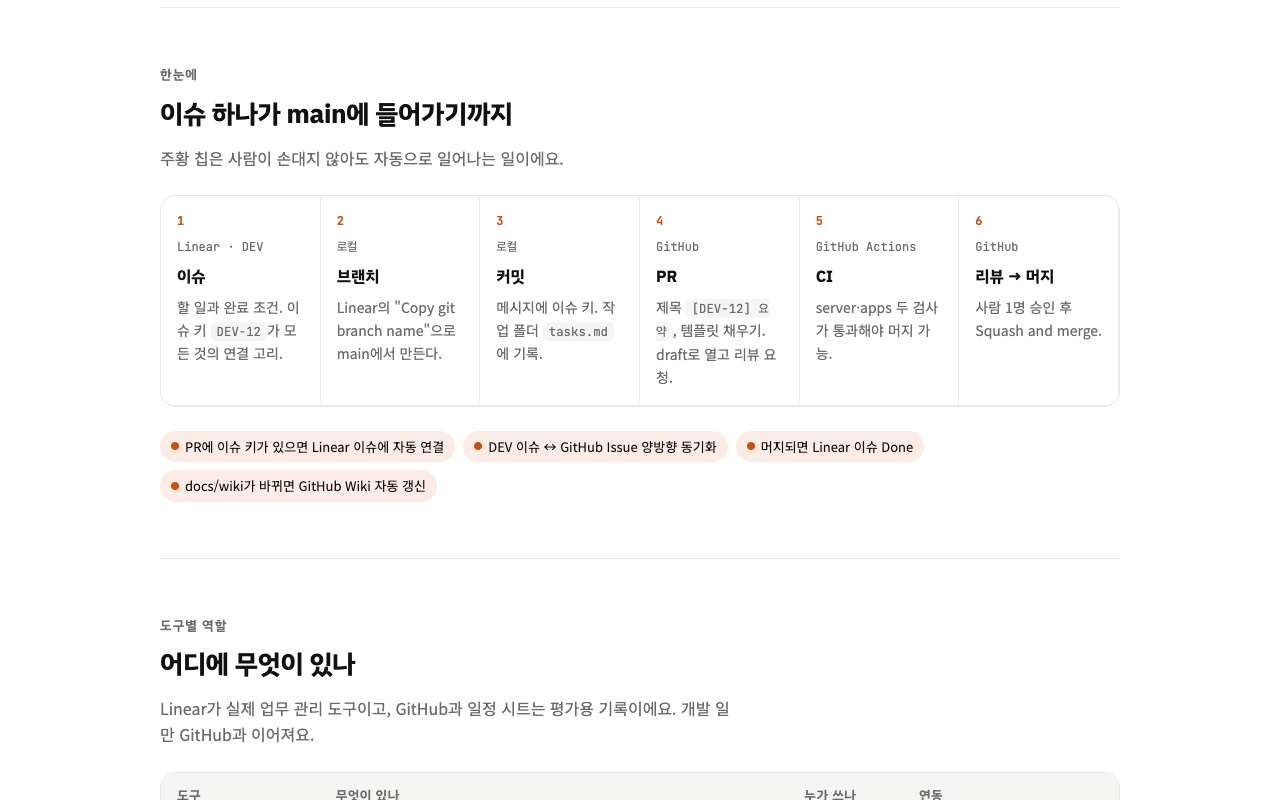 한눈에
이슈 하나가 main에 들어가기까지
주황 칩은 사람이 손대지 않아도 자동으로 일어나는 일이에요.
1
Linear · DEV
이슈
할 일과 완료 조건. 이
슈 키 DEV-12 가 모
든 것의 연결 고리.
2
로컬
브랜치
Linear의 "Copy git
branch name"으로
main에서 만든다.
3
로컬
커밋
메시지에 이슈 키. 작
업 폴더 tasks.md
에 기록.
4
GitHub
PR
제목 [DEV-12] 요
약 , 템플릿 채우기.
draft로 열고 리뷰 요
청.
5
GitHub Actions
CI
server·apps 두 검사
가 통과해야 머지 가
능.
6
GitHub
리뷰 → 머지
사람 1명 승인 후
Squash and merge.
PR에 이슈 키가 있으면 Linear 이슈에 자동 연결
DEV 이슈 ↔ GitHub Issue 양방향 동기화
머지되면 Linear 이슈 Done
docs/wiki가 바뀌면 GitHub Wiki 자동 갱신
도구별 역할
어디에 무엇이 있나
Linear가 실제 업무 관리 도구이고, GitHub과 일정 시트는 평가용 기록이에요. 개발 일
만 GitHub과 이어져요.
도구 무엇이 있나 누가 쓰나 연동